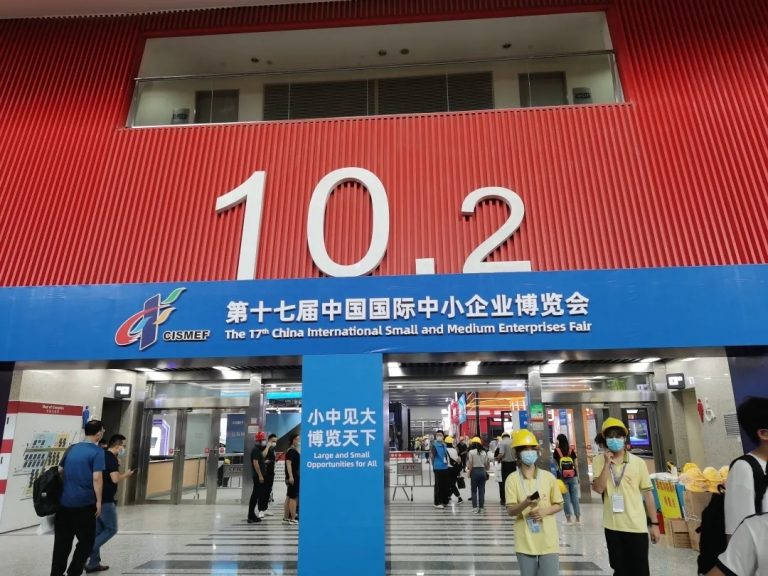 10.2
CISMEF
第十七届中国国际中小企业博览会
The 17th China International Small and Medium Enterprises Fair
小中见大
博览天下
Large and Small
Opportunities for All